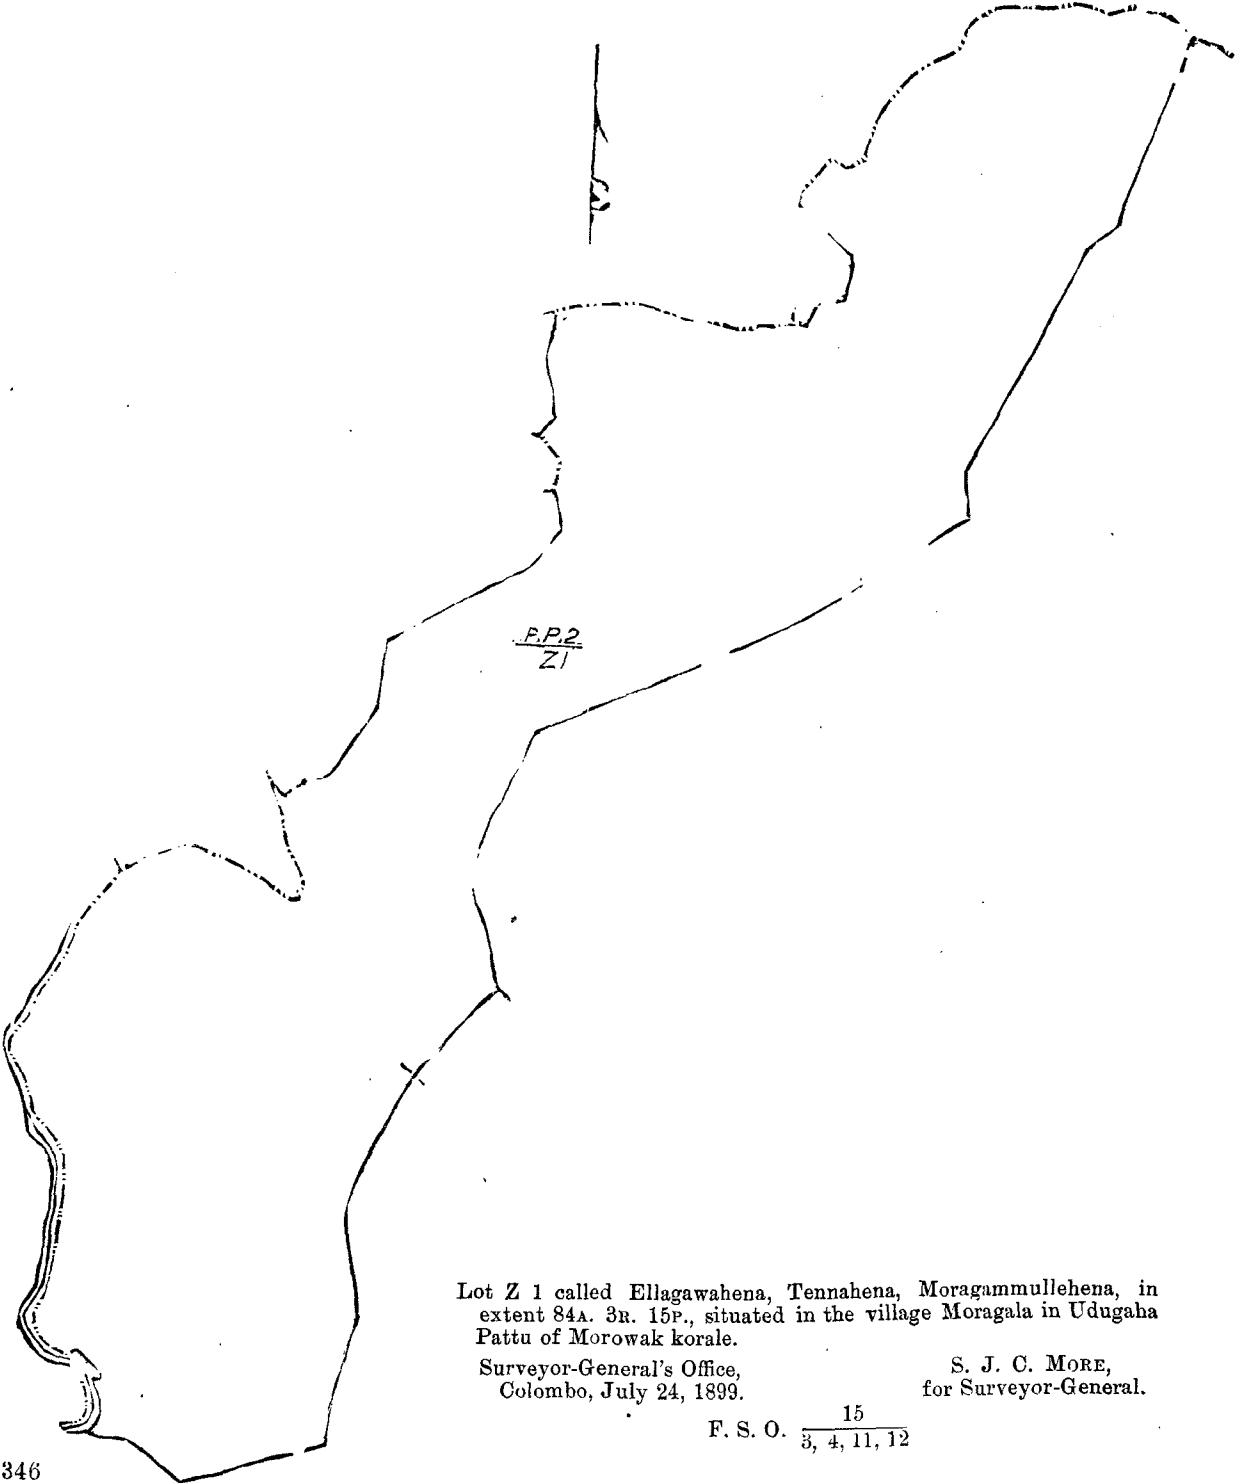 P.P.2
Z1
Lot Z 1 called Ellagawahena, Tennahena, Moragammullehena, in
extent 84A. 3R. 15P., situated in the village Moragala in Udugaha
Pattu of Morowak korale.
Surveyor-General's Office,
Colombo, July 24, 1899.
S. J. C. MORE,
for Surveyor-General.
F. S. O. 15
3, 4, 11, 12
346